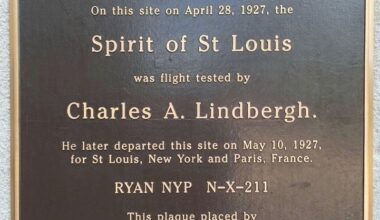 On this site on April 28, 1927, the
Spirit of St Louis
was flight tested by
Charles A. Lindbergh.
He later departed this site on May 10, 1927,
for St Louis, New York and Paris, France.
RYAN NYP N-X-211
This plaque placed by